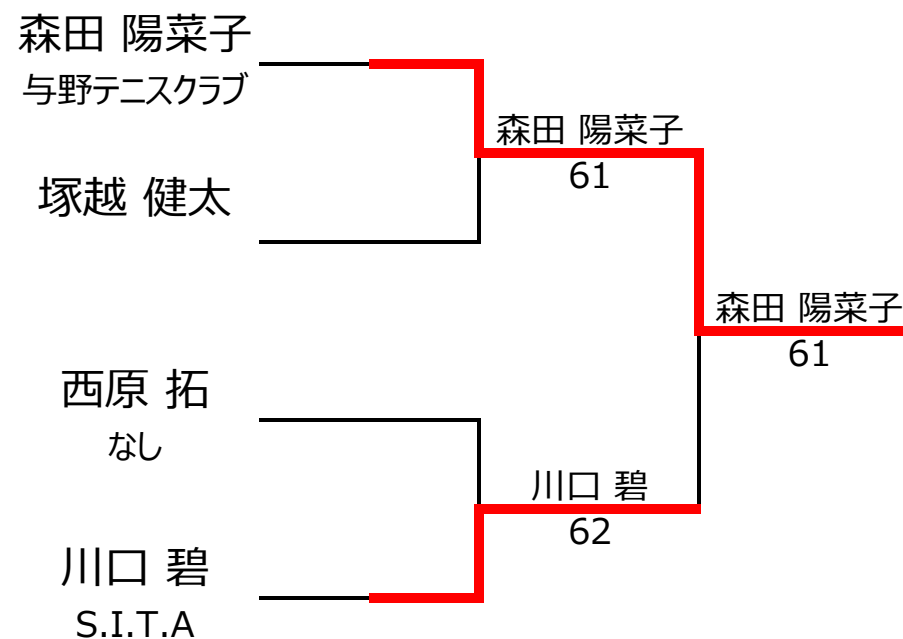 森田 陽菜子
与野テニスクラブ
塚越 健太
西原 拓
なし
川口 碧
S.I.T.A
森田 陽菜子
61
川口 碧
62
森田 陽菜子
61